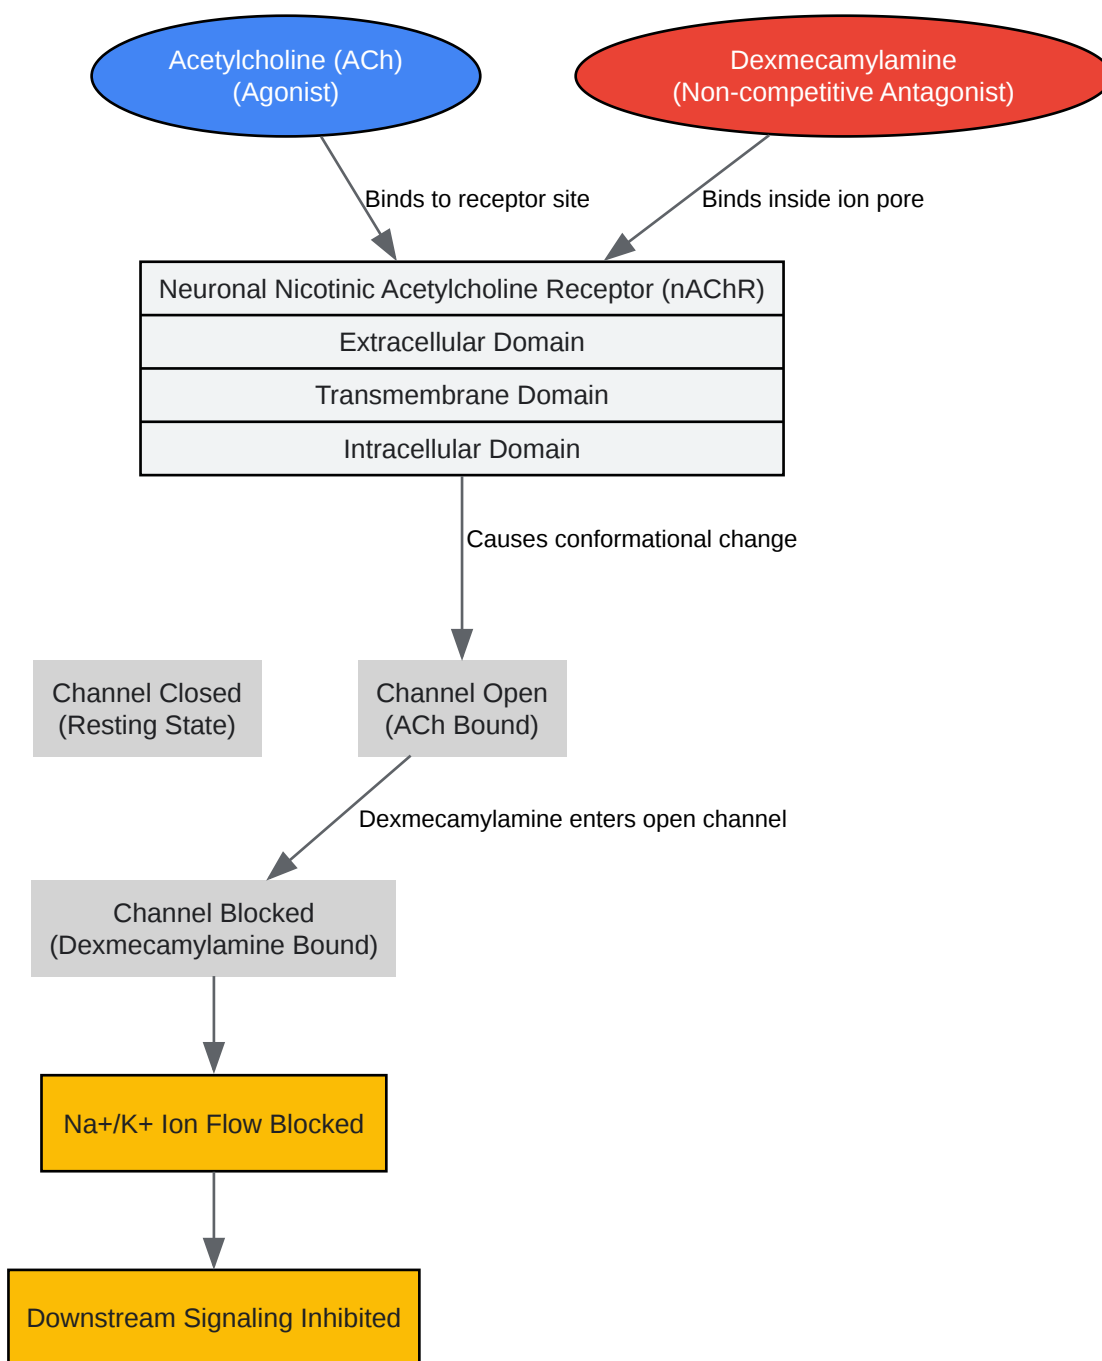 Acetylcholine (ACh)
(Agonist)
Dexmecamylamine
(Non-competitive Antagonist)
Binds to receptor site
Binds inside ion pore
Neuronal Nicotinic Acetylcholine Receptor (nAChR)
Extracellular Domain
Transmembrane Domain
Intracellular Domain
Causes conformational change
Channel Closed
(Resting State)
Channel Open
(ACh Bound)
Dexmecamylamine enters open channel
Channel Blocked
(Dexmecamylamine Bound)
Na+/K+ Ion Flow Blocked
Downstream Signaling Inhibited